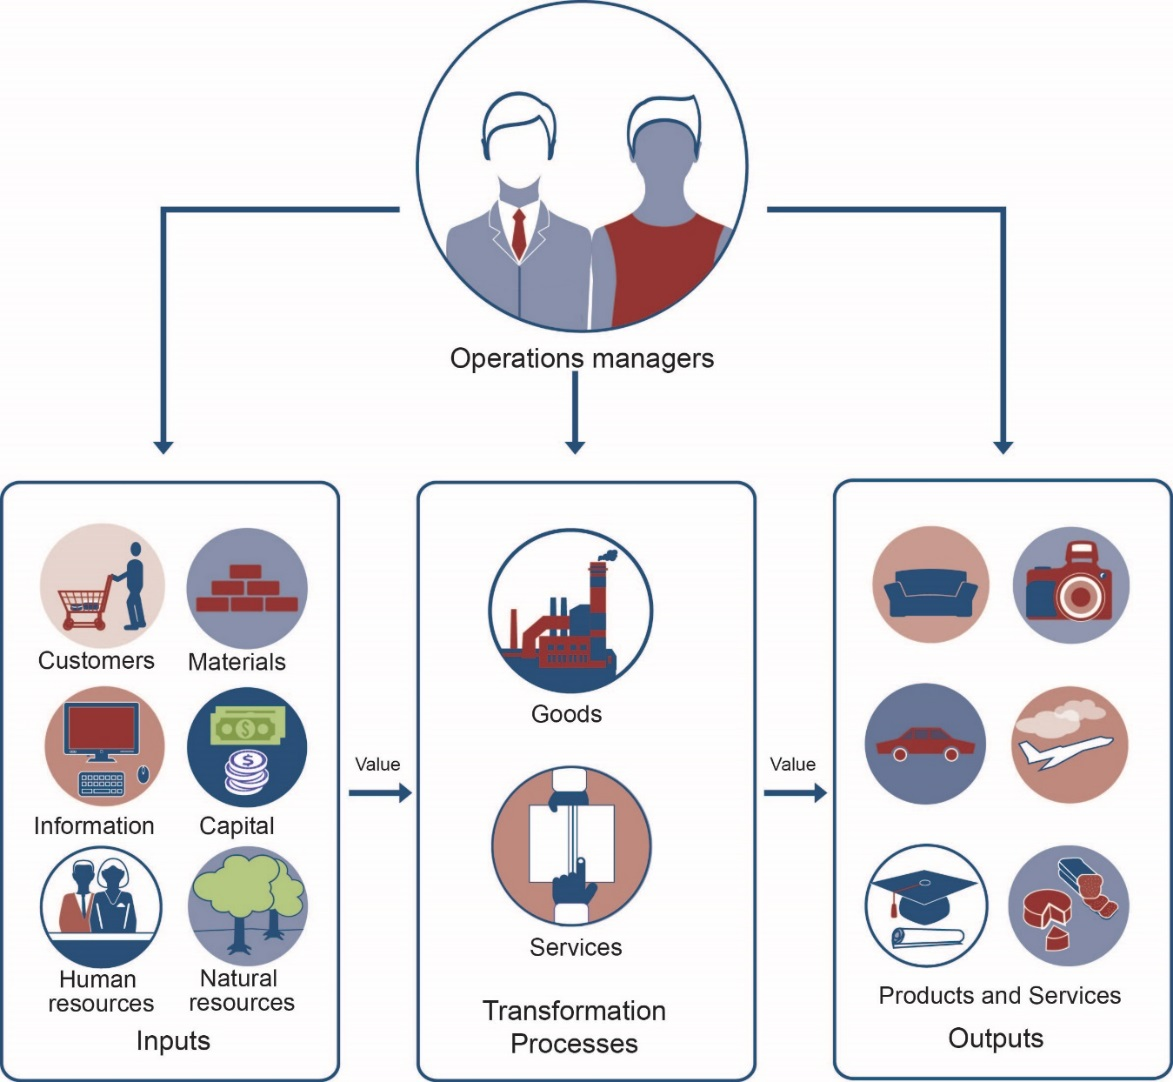 Operations managers
Customers
Materials
Information
Capital
Human
resources
Natural
resources
Inputs
Value
Goods
Services
Transformation
Processes
Value
Products and Services
Outputs